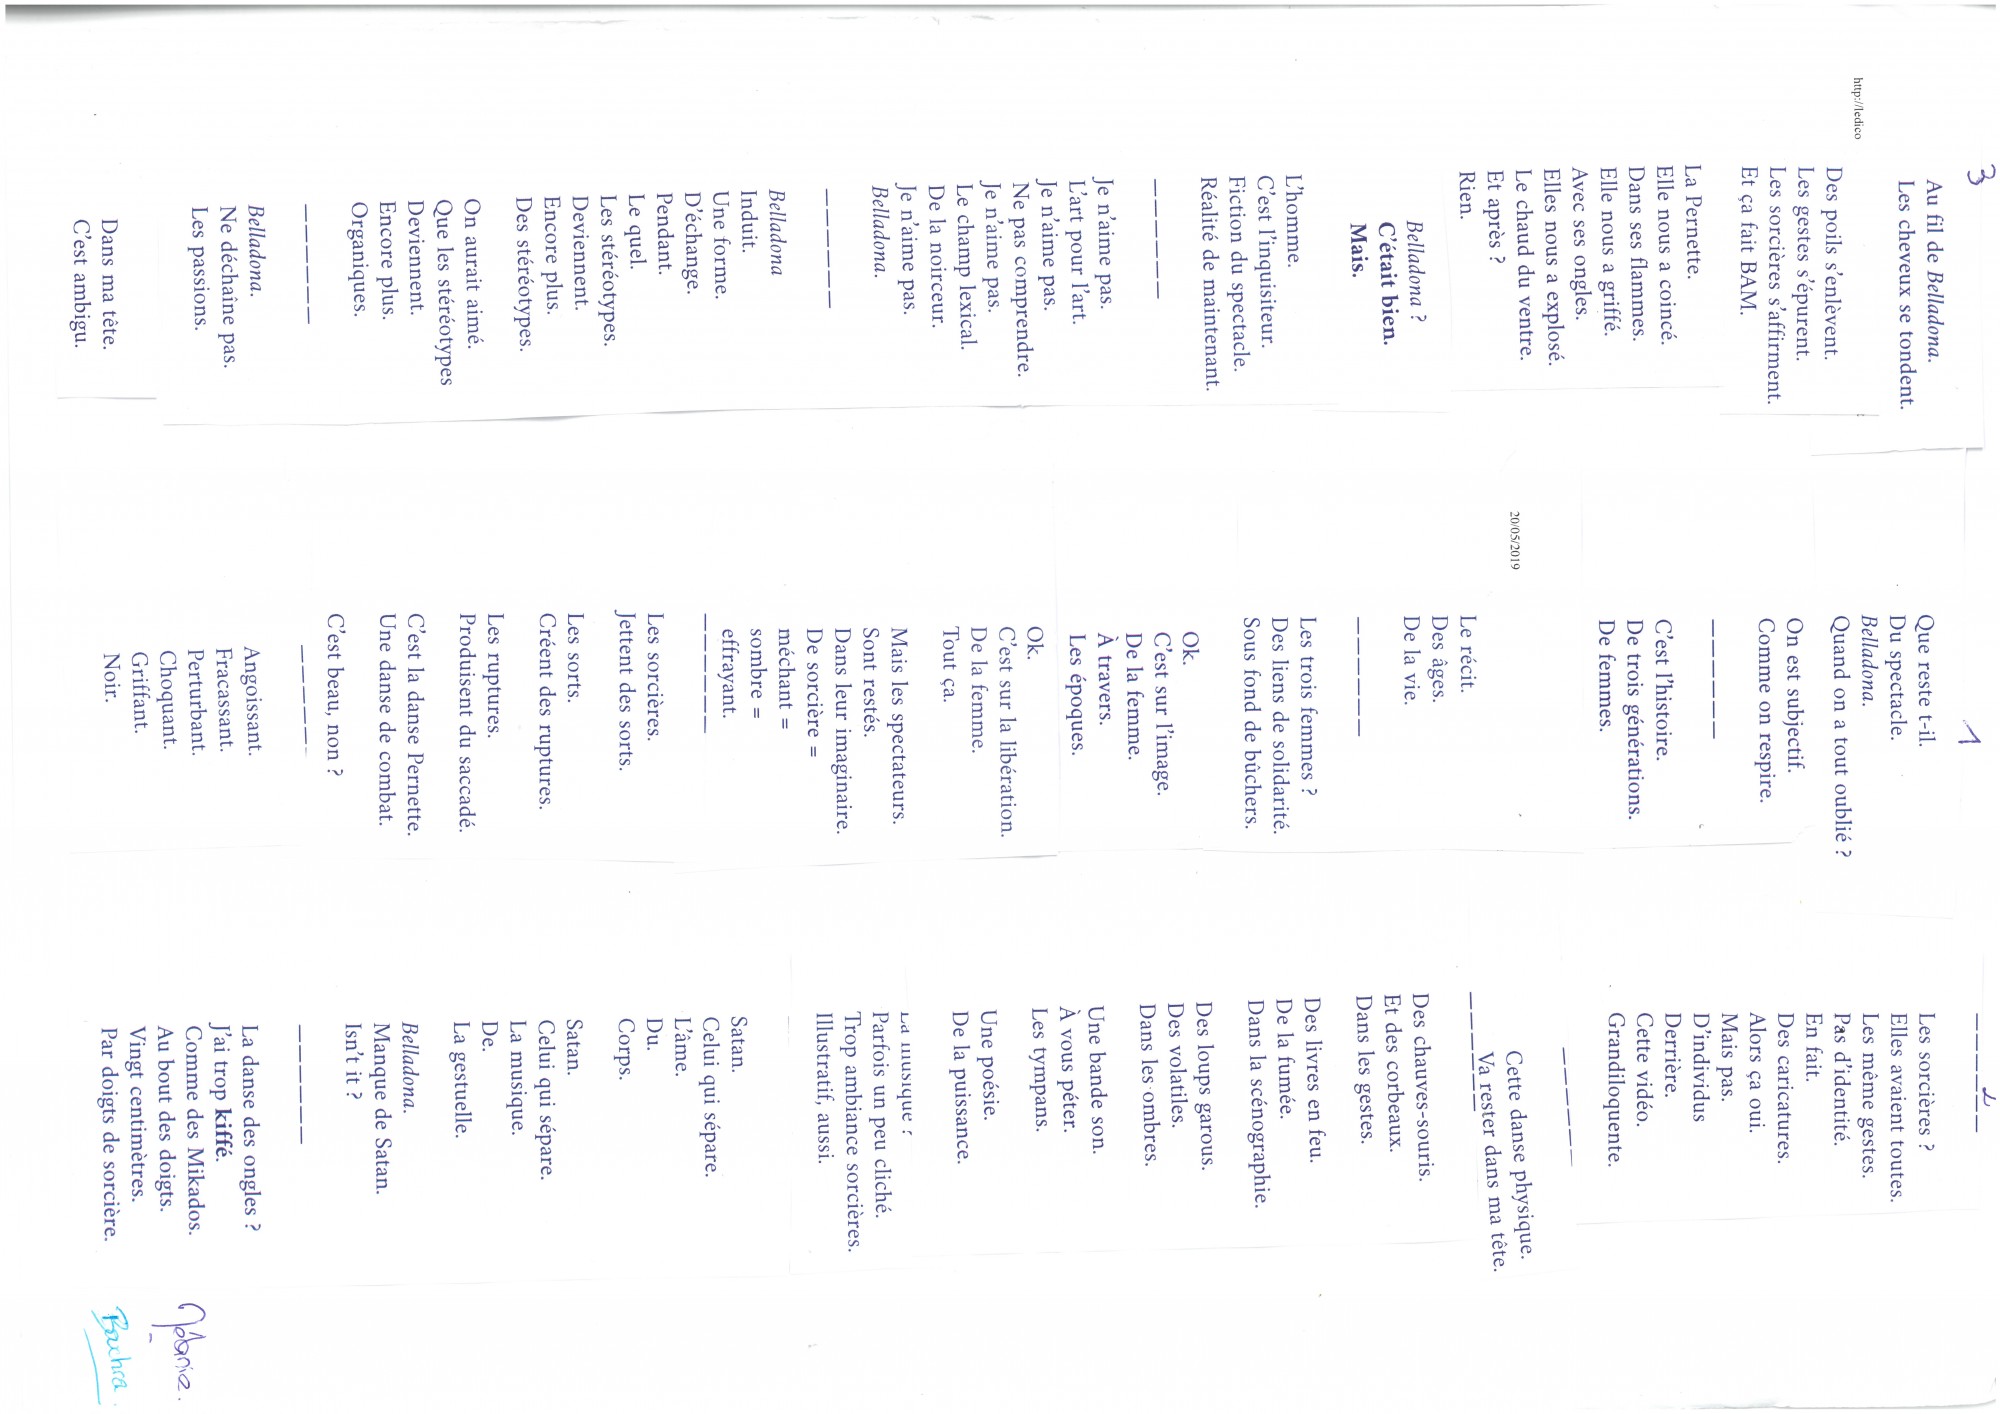 3
Au fil de Belladona.
Les cheveux se tondent.
http://ledico
Des poils s'enlèvent.
Les gestes s'épurent.
Les sorcières s'affirment.
Et ça fait BAM.
La Pernette.
Elle nous a coincé.
Dans ses flammes.
Elle nous a griffé.
Avec ses ongles.
Elles nous a explosé.
Le chaud du ventre.
Et après ?
Rien.
Belladona ?
C'était bien.
Mais.
L'homme.
C'est l'inquisiteur.
Fiction du spectacle.
Réalité de maintenant.
_ _ _ _ _
Je n'aime pas.
L'art pour l'art.
Je n'aime pas.
Ne pas comprendre.
Je n'aime pas.
Le champ lexical.
De la noirceur.
Je n'aime pas.
Belladona.
_ _ _ _ _
Belladona
Induit.
Une forme.
D'échange.
Pendant.
Le quel.
Les stéréotypes.
Deviennent.
Encore plus.
Des stéréotypes.
On aurait aimé.
Que les stéréotypes
Deviennent.
Encore plus.
Organiques.
_ _ _ _ _
Belladona.
Ne déchaîne pas.
Les passions.
Dans ma tête.
C'est ambigu.
1
Que reste t-il.
Du spectacle.
Belladona.
Quand on a tout oublié ?
On est subjectif.
Comme on respire.
_ _ _ _ _
C'est l'histoire.
De trois générations.
De femmes.
20/05/2019
Le récit.
Des âges.
De la vie.
_ _ _ _ _
Les trois femmes ?
Des liens de solidarité.
Sous fond de bûchers.
Ok.
C'est sur l'image.
De la femme.
À travers.
Les époques.
Ok.
C'est sur la libération.
De la femme.
Tout ça.
Mais les spectateurs.
Sont restés.
Dans leur imaginaire.
De sorcière =
méchant =
sombre =
effrayant.
_ _ _ _ _
Les sorcières.
Jettent des sorts.
Les sorts.
Créent des ruptures.
Les ruptures.
Produisent du saccadé.
C'est la danse Pernette.
Une danse de combat.
C'est beau, non ?
_ _ _ _ _
Angoissant.
Fracassant.
Perturbant.
Choquant.
Griffant.
Noir.
2
_ _ _ _ _
Les sorcières ?
Elles avaient toutes.
Les même gestes.
Pas d'identité.
En fait.
Des caricatures.
Alors ça oui.
Mais pas.
D'individus
Derrière.
Cette vidéo.
Grandiloquente.
_ _ _ _ _
Cette danse physique.
Va rester dans ma tête.
_ _ _ _ _
Des chauves-souris.
Et des corbeaux.
Dans les gestes.
Des livres en feu.
De la fumée.
Dans la scénographie.
Des loups garous.
Des volatiles.
Dans les ombres.
Une bande son.
À vous péter.
Les tympans.
Une poésie.
De la puissance.
La musique ?
Parfois un peu cliché.
Trop ambiance sorcières.
Illustratif, aussi.
Satan.
Celui qui sépare.
L'âme.
Du.
Corps.
Satan.
Celui qui sépare.
La musique.
De.
La gestuelle.
Belladona.
Manque de Satan.
Isn't it ?
_ _ _ _ _
La danse des ongles ?
J'ai trop kiffé.
Comme des Mikados.
Au bout des doigts.
Vingt centimètres.
Par doigts de sorcière.
Mélanie.
Bouchra.